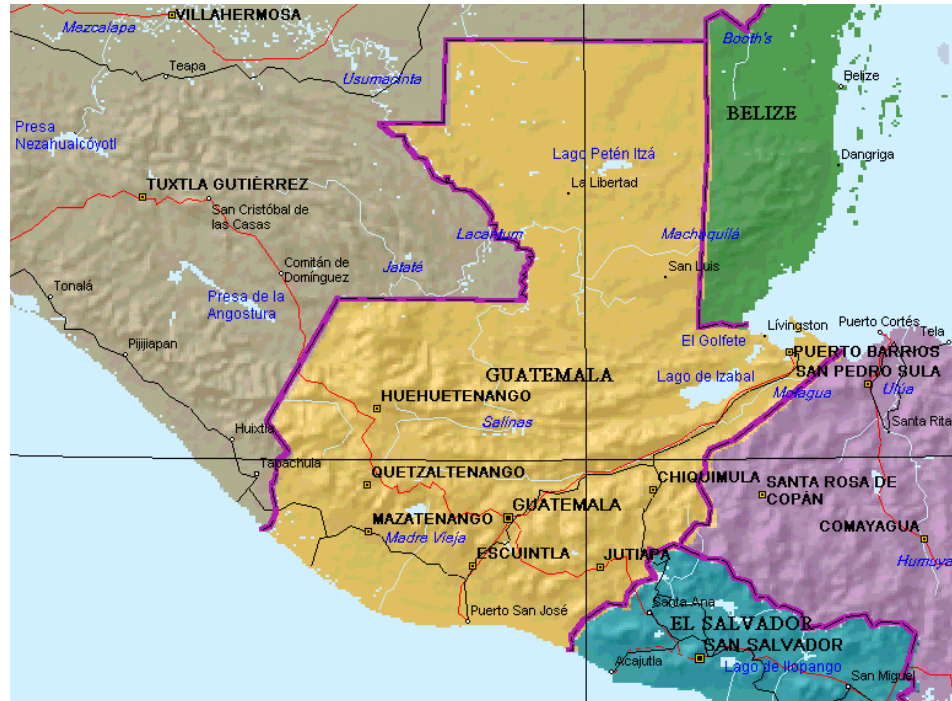 VILLAHERMOSA
Mezcalapa
Booth's
Teapa
Usumacinta
Belize
BELIZE
Presa
Nezahualcóyotl
Lago Petén Itzá
Dangriga
TUXTLA GUTIÉRREZ
La Libertad
San Cristóbal de
las Casas
Lacantum
Machaquilá
Comitán de
Domínguez
Jataté
San Luis
Tonalá
Presa de la
Angostura
Lívingston
Puerto Cortés
Tela
El Golfete
Pijijiapan
PUERTO BARRIOS
SAN PEDRO SULA
GUATEMALA
Lago de Izabal
Motagua
Ulúa
HUEHUETENANGO
Salinas
Santa Rita
Huixtla
Tapachula
QUETZALTENANGO
CHIQUIMULA
SANTA ROSA DE
COPÁN
GUATEMALA
MAZATENANGO
COMAYAGUA
Madre Vieja
ESCUINTLA
JUTIAPA
Humuya
Puerto San José
Santa Ana
EL SALVADOR
SAN SALVADOR
Acajutla
Lago de Ilopango
San Miguel